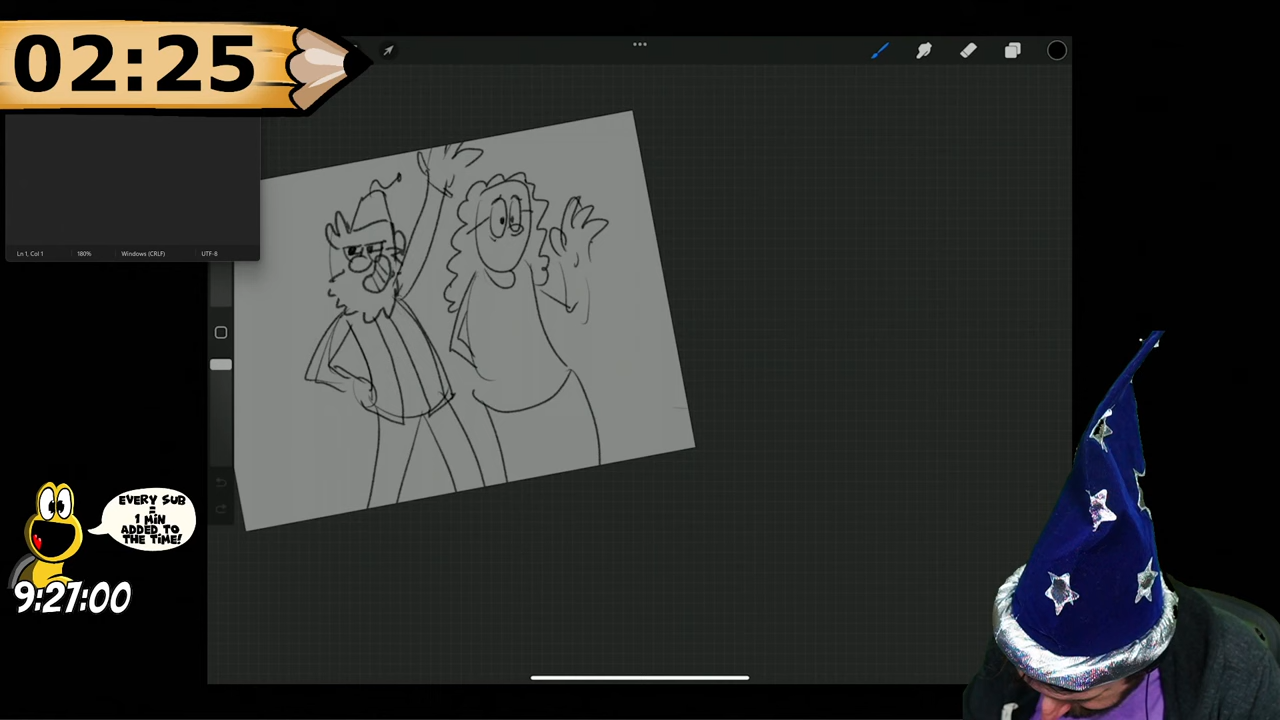 02:25
Ln 1, Col 1 180% Windows (CRLF) UTF-8
EVERY SUB
=
1 MIN
ADDED TO
THE TIME!
9:27:00